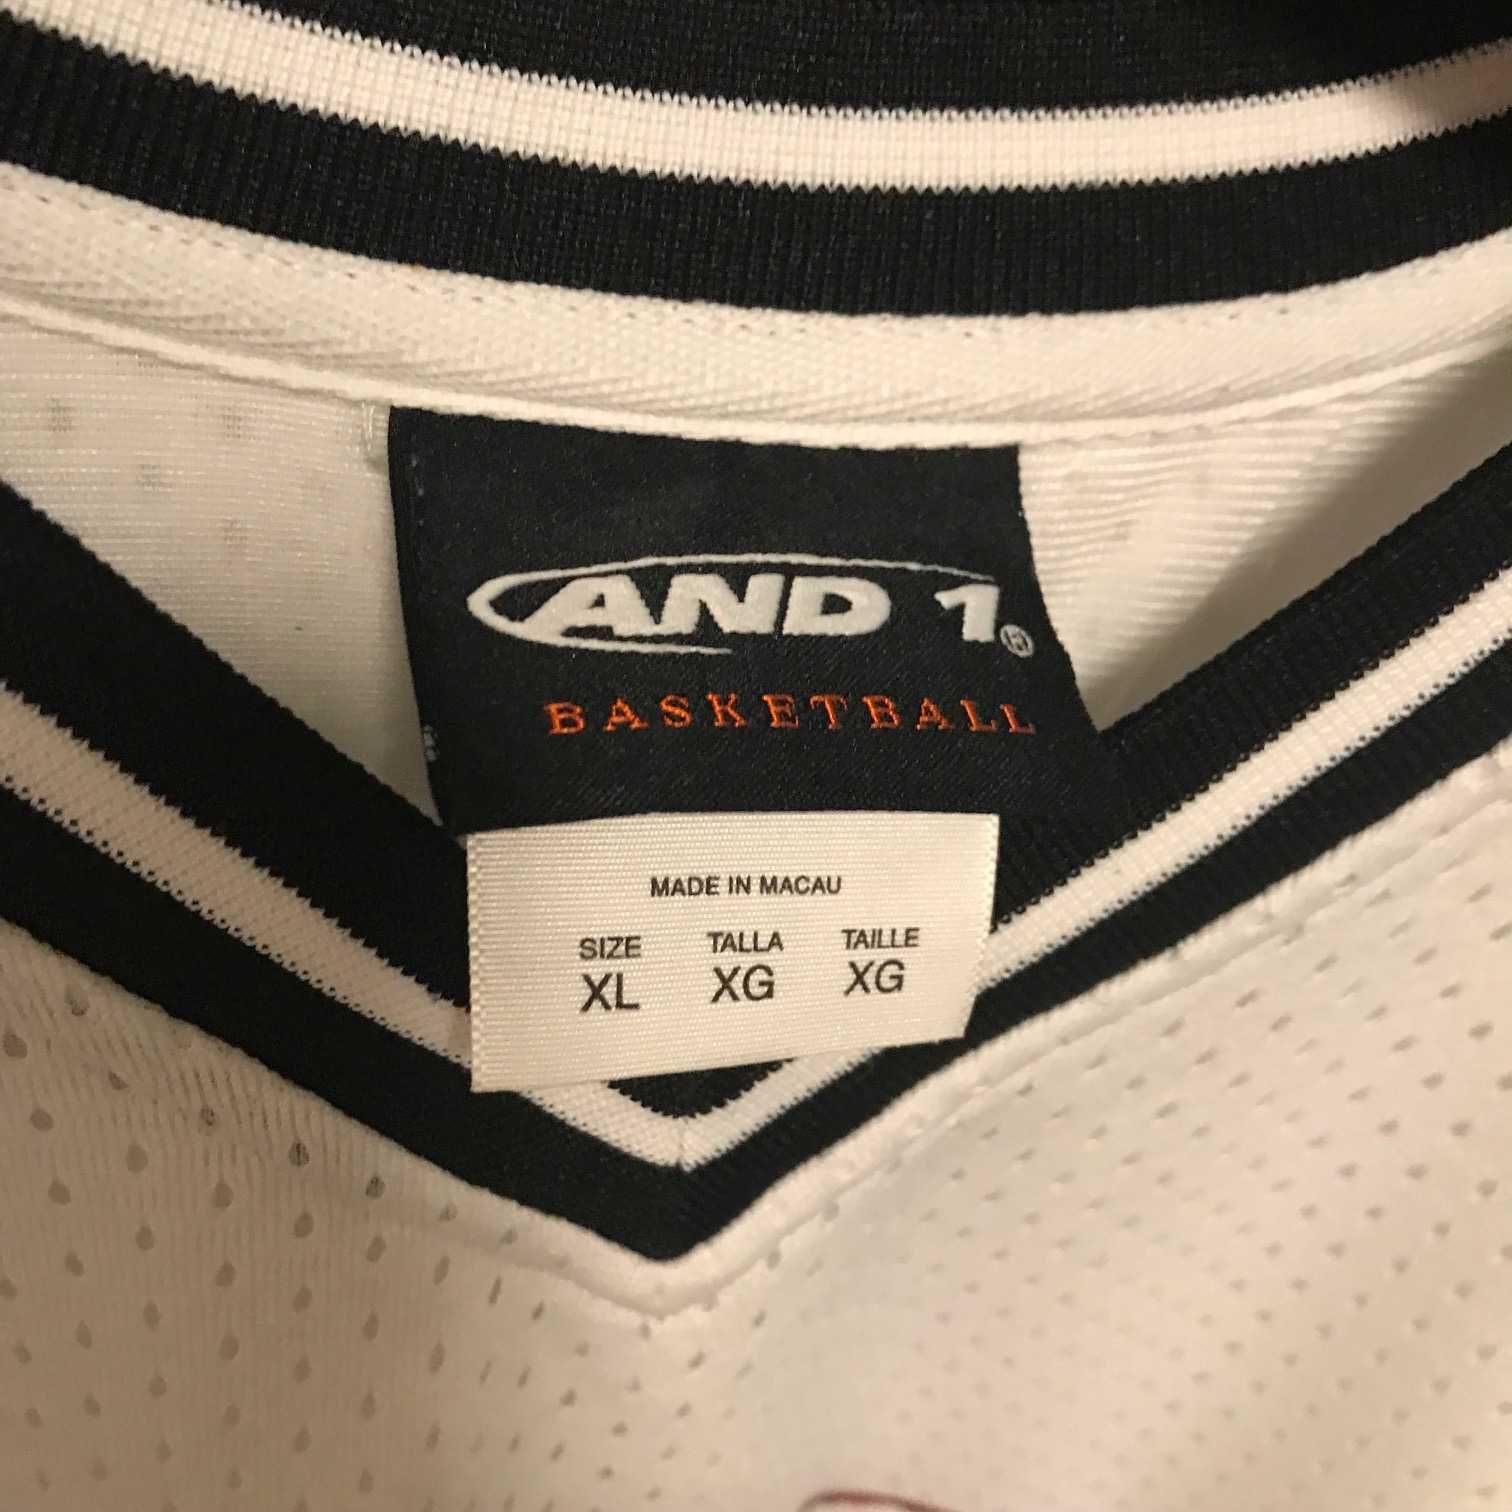 AND 1®
BASKETBALL
MADE IN MACAU
SIZE TALLA TAILLE
XL XG XG